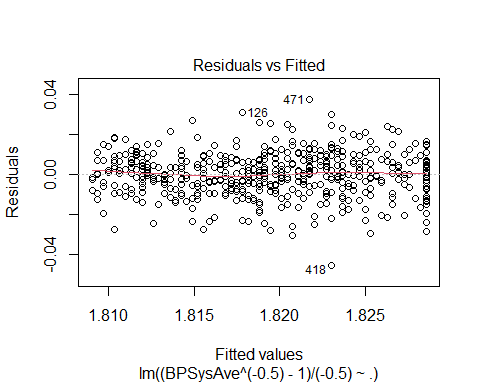 Residuals vs Fitted
Residuals
0.04
0.00
-0.04
471
126
418
1.810 1.815 1.820 1.825
Fitted values
lm((BPSysAve^(-0.5) - 1)/(-0.5) ~ .)